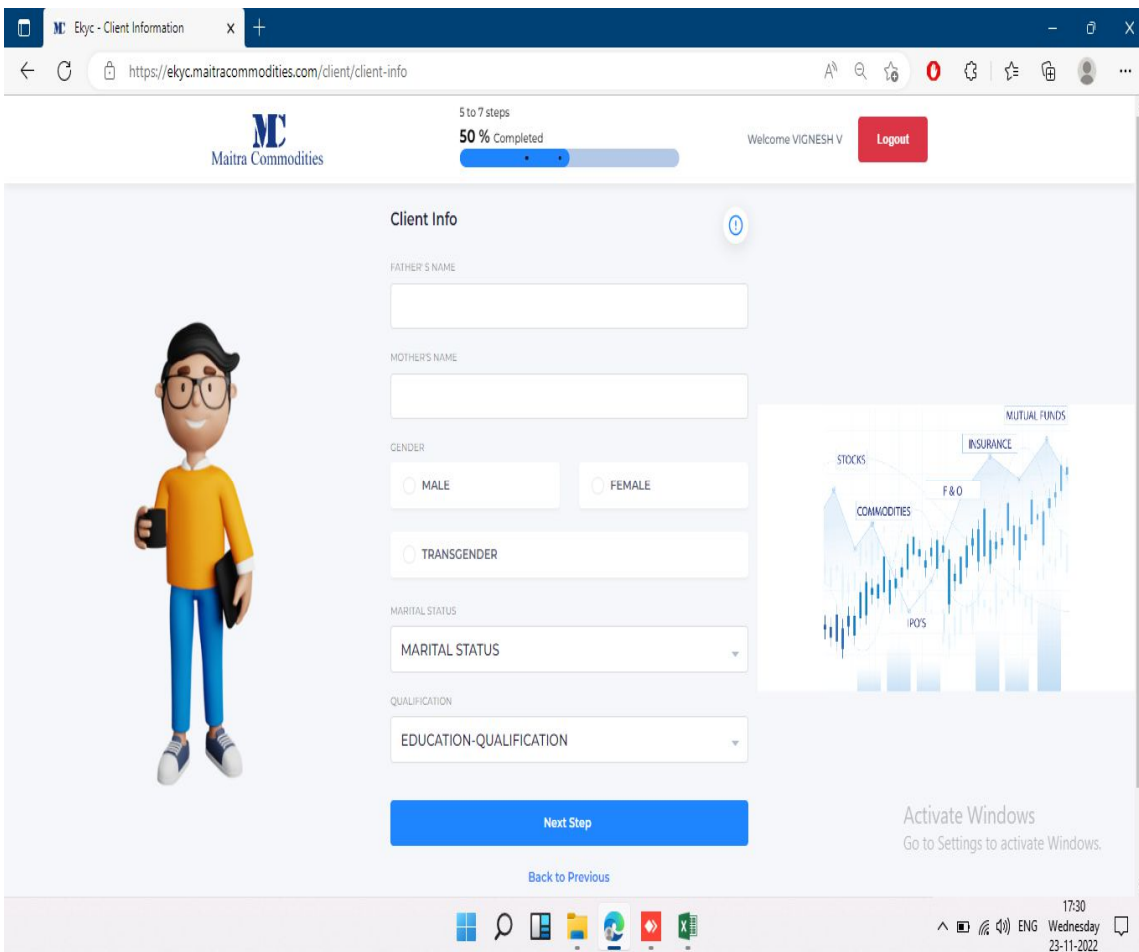 Ekyc - Client Information
https://ekyc.maitracommodities.com/client/client-info
MC
Maitra Commodities
5 to 7 steps
50 % Completed
Welcome VIGNESH V
Logout
Client Info
FATHER'S NAME
MOTHER'S NAME
GENDER
MALE
FEMALE
TRANSGENDER
MARITAL STATUS
MARITAL STATUS
QUALIFICATION
EDUCATION-QUALIFICATION
Next Step
Back to Previous
MUTUAL FUNDS
INSURANCE
STOCKS
F & O
COMMODITIES
IPO'S
Activate Windows
Go to Settings to activate Windows.
ENG
17:30
Wednesday
23-11-2022